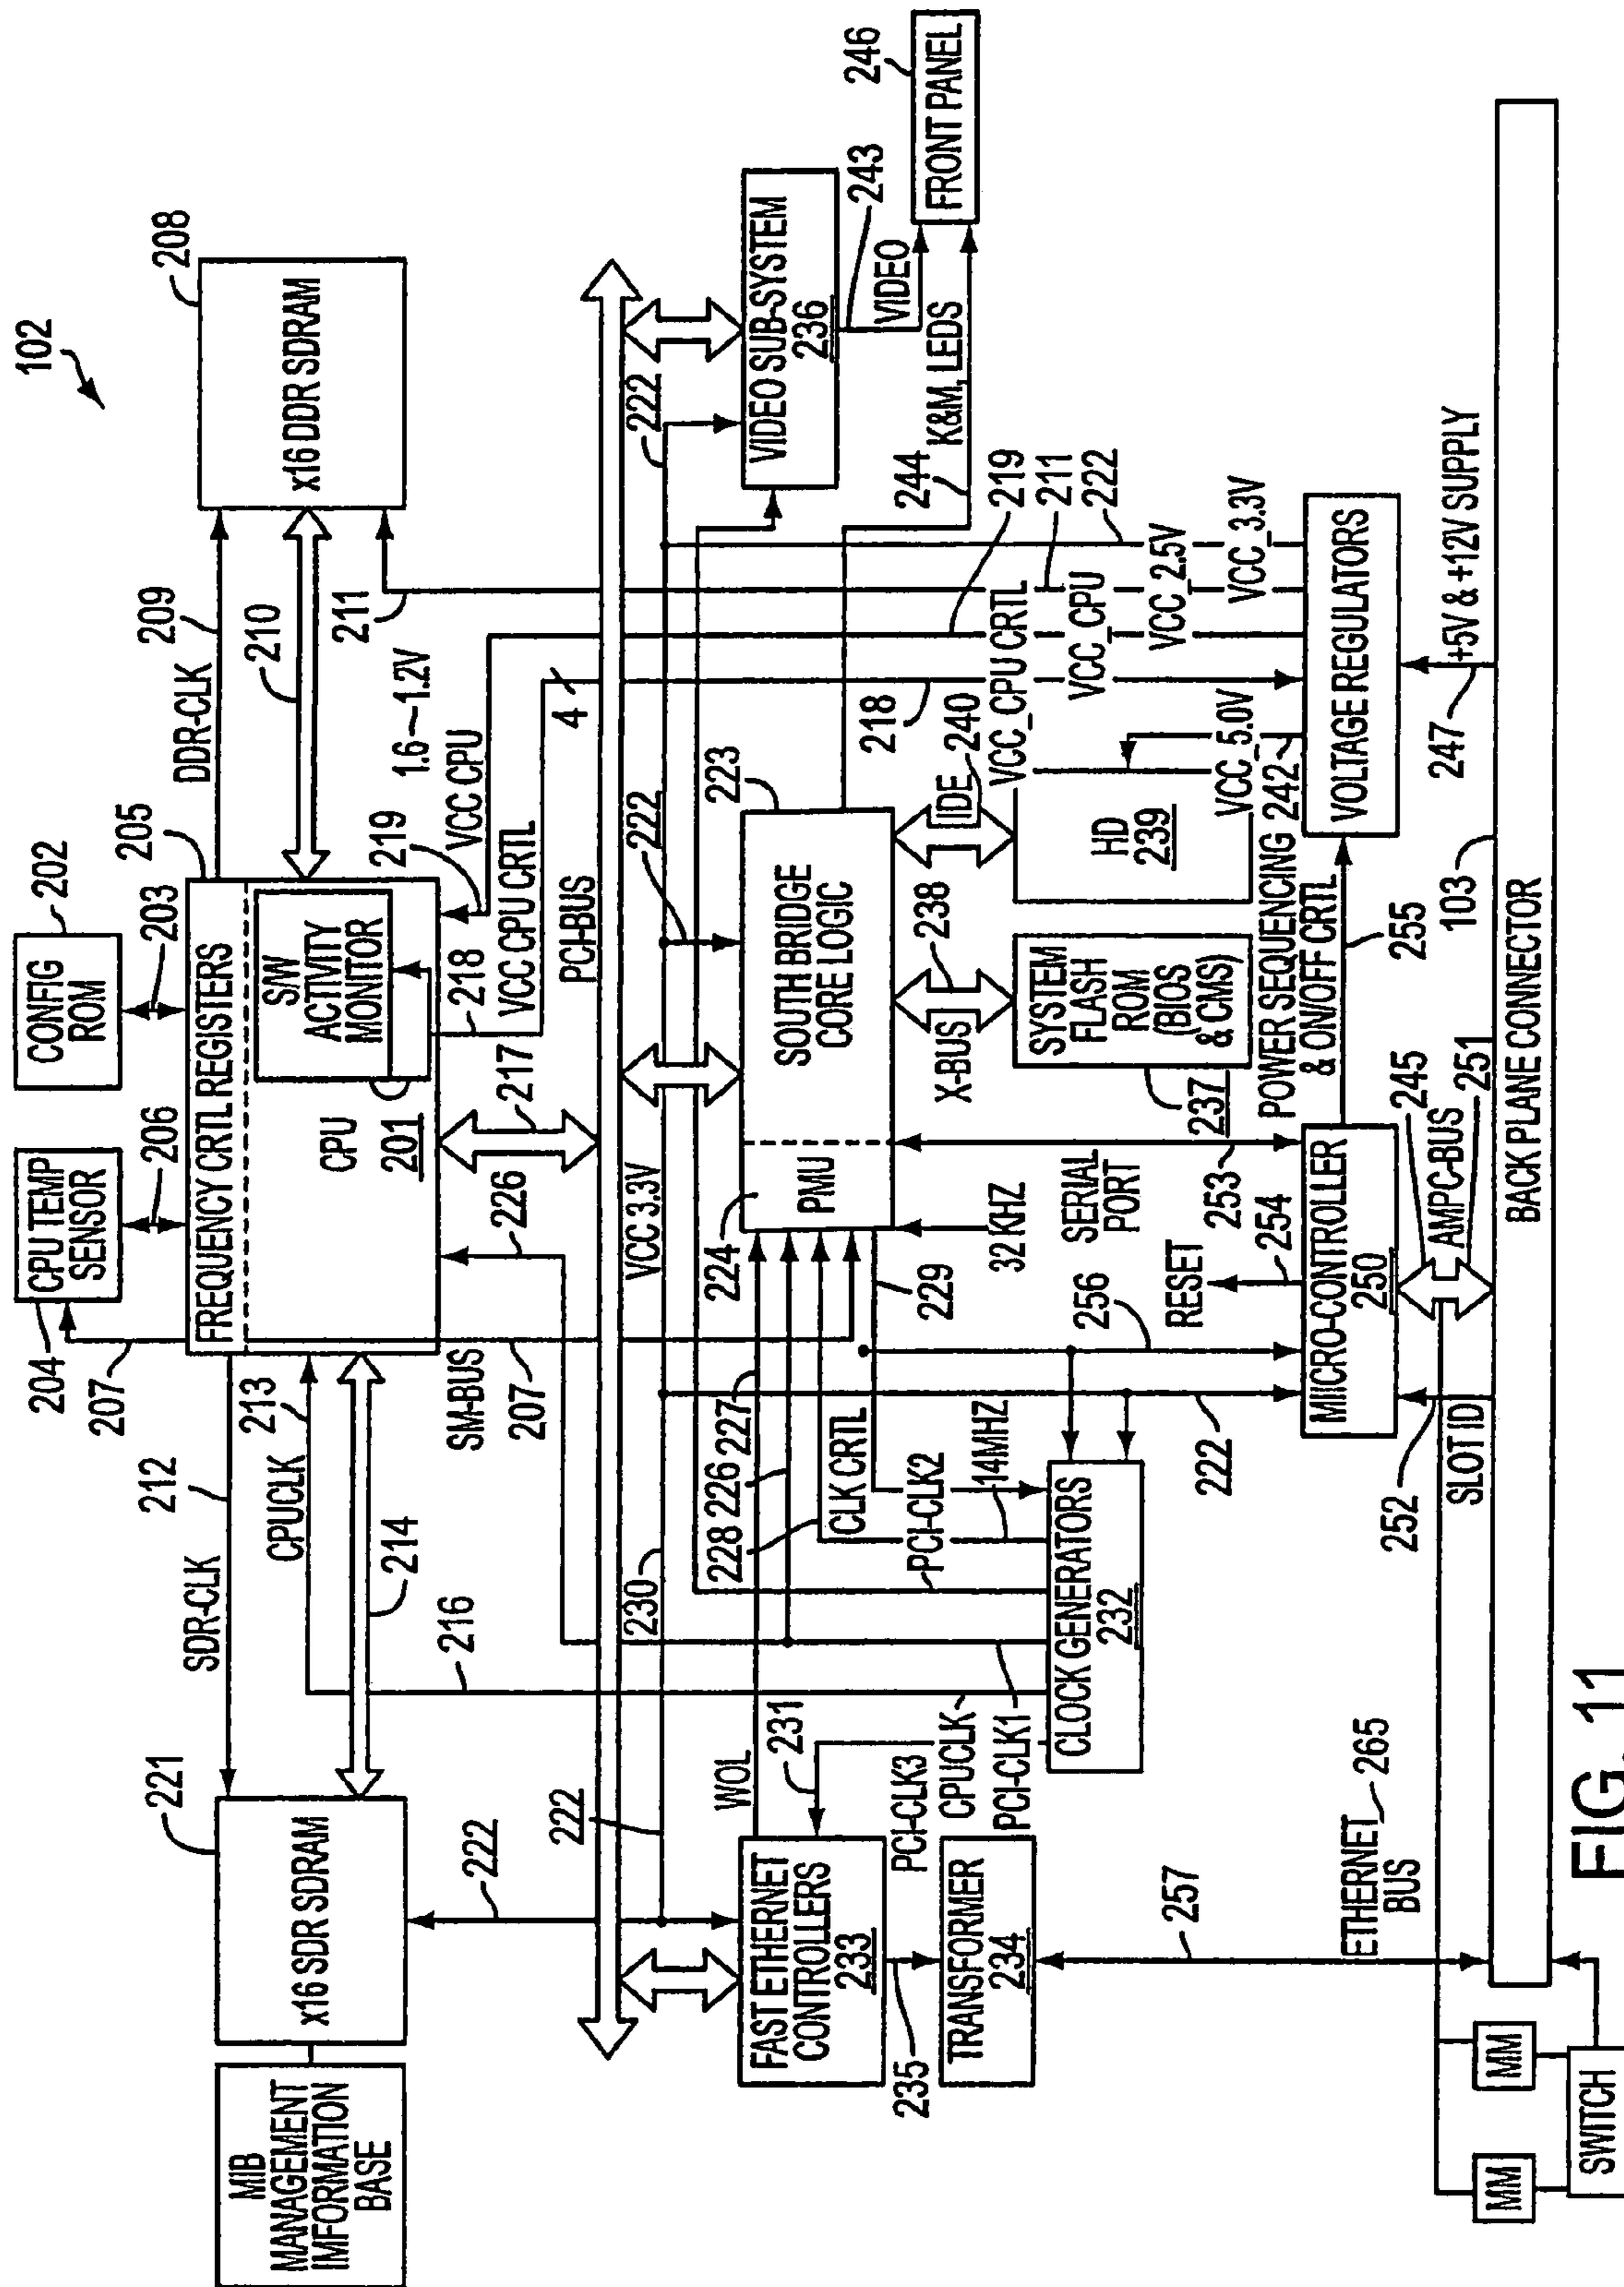 102
MIB
MANAGEMENT
IMFORMATION
BASE
x16 SDR SDRAM
221
SDR-CLK
212
CPUCLK
213
214
216
204
207
CPU TEMP
SENSOR
206
CONFIG
ROM
202
203
205
FREQUENCY CRTL REGISTERS
S/W
ACTIVITY
MONITOR
CPU
201
DDR-CLK
209
210
211
x16 DDR SDRAM
208
SM-BUS
207
226
217
218
VCC CPU CRTL
219
VCC CPU
1.6~1.2V
4
PCI-BUS
222
222
230
VCC 3.3V
222
222
FAST ETHERNET
CONTROLLERS
233
WOL
231
235
TRANSFORMER
234
PCI-CLK3
CPUCLK
PCI-CLK1
228
226
227
CLK CRTL
PCI-CLK2
14MHZ
229
CLOCK GENERATORS
232
224
PMU
SOUTH BRIDGE
CORE LOGIC
223
32 KHZ
VIDEO SUB-SYSTEM
236
243
VIDEO
244
K&M, LEDS
FRONT PANEL
246
X-BUS
238
IDE
240
SYSTEM
FLASH
ROM
(BIOS
& CMS)
237
HD
239
218
VCC_CPU CRTL
VCC_CPU
219
211
222
VCC_2.5V
VCC_3.3V
VCC_5.0V
242
SERIAL
PORT
253
256
222
RESET
254
POWER SEQUENCING
& ON/OFF CRTL
255
MIICRO-CONTROLLER
250
VOLTAGE REGULATORS
252
SLOT ID
245
AMPC-BUS
251
247
+5V & +12V SUPPLY
103
257
ETHERNET
BUS
265
BACK PLANE CONNECTOR
MM
MM
SWITCH
FIG. 11